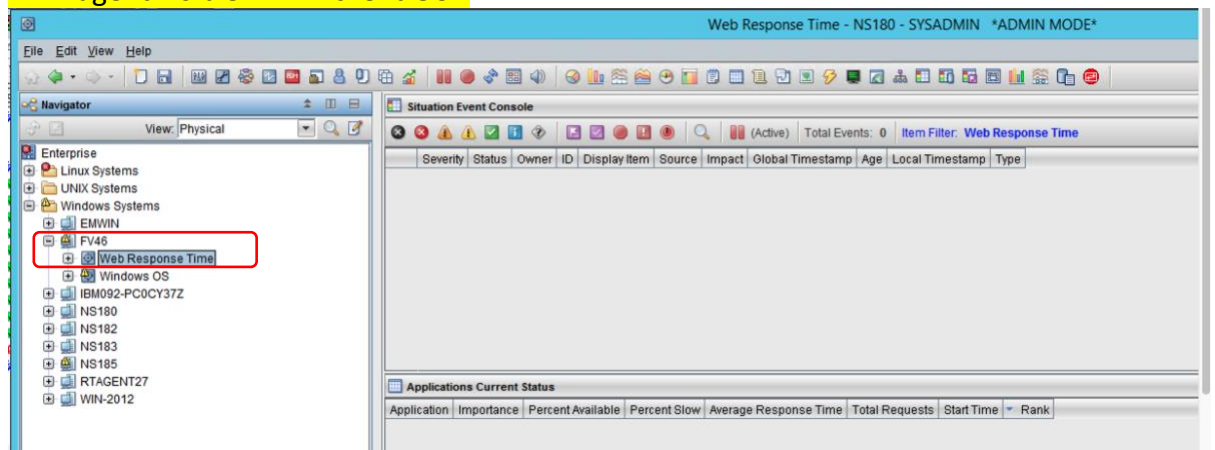 Web Response Time - NS180 - SYSADMIN *ADMIN MODE*
File Edit View Help
Navigator
View: Physical
Enterprise
Linux Systems
UNIX Systems
Windows Systems
EMWIN
FV46
Web Response Time
Windows OS
IBM092-PC0CY37Z
NS180
NS182
NS183
NS185
RTAGENT27
WIN-2012
Situation Event Console
(Active) Total Events: 0 Item Filter: Web Response Time
Severity Status Owner ID Display Item Source Impact Global Timestamp Age Local Timestamp Type
Applications Current Status
Application Importance Percent Available Percent Slow Average Response Time Total Requests Start Time Rank